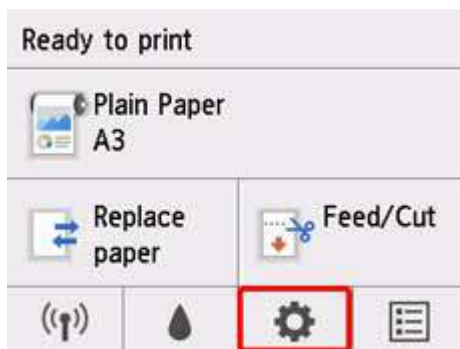 Ready to print
Plain Paper
A3
Replace
paper
Feed/Cut